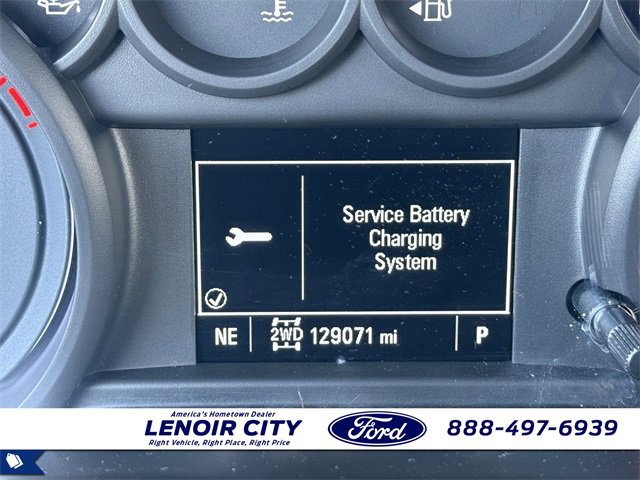 Service Battery
Charging
System
NE 2WD 129071 mi P
America's Hometown Dealer
LENOIR CITY
Right Vehicle, Right Place, Right Price
Ford
888-497-6939